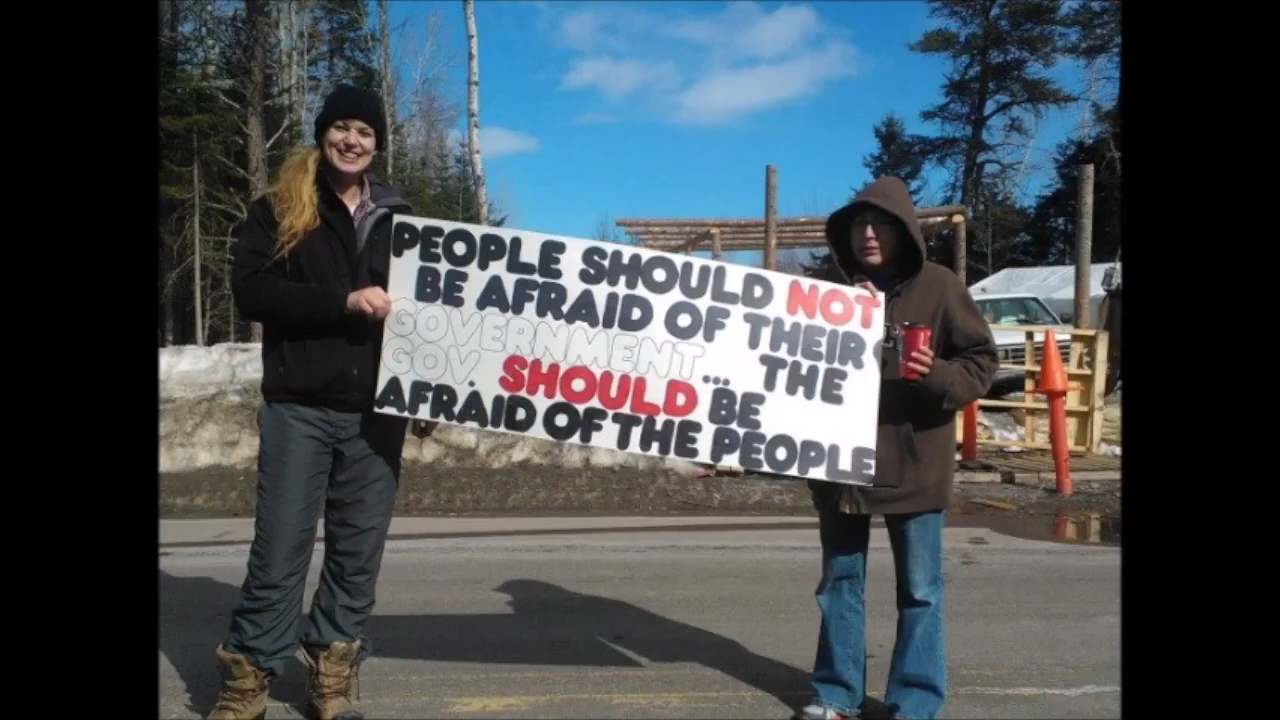 PEOPLE SHOULD NOT
BE AFRAID OF THEIR
GOVERNMENT... THE
GOV. SHOULD BE
AFRAID OF THE PEOPLE